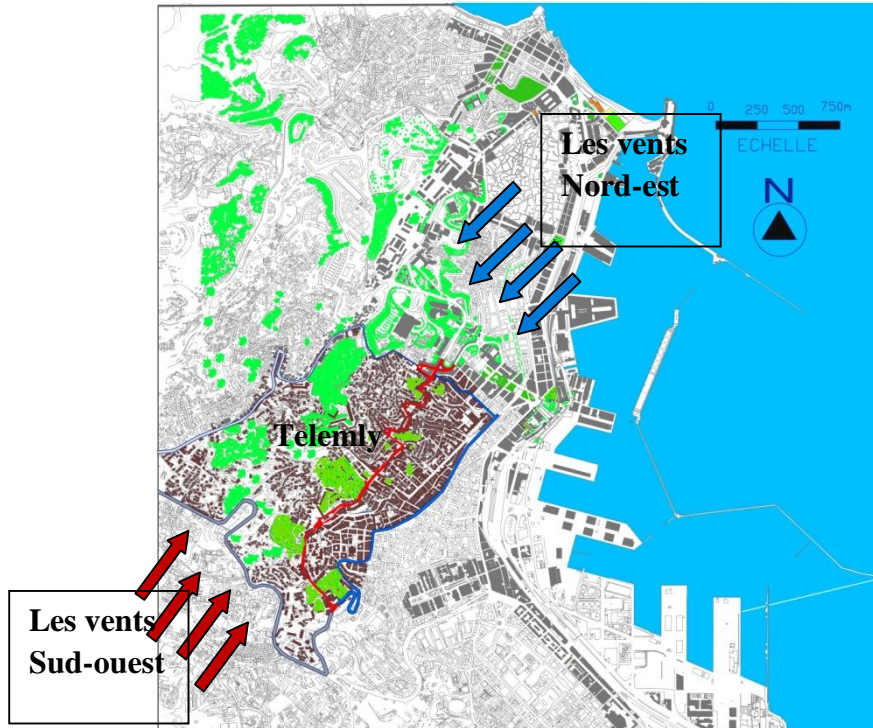 0 250 500 750m
ECHELLE
N
Les vents
Nord-est
Telemly
Les vents
Sud-ouest